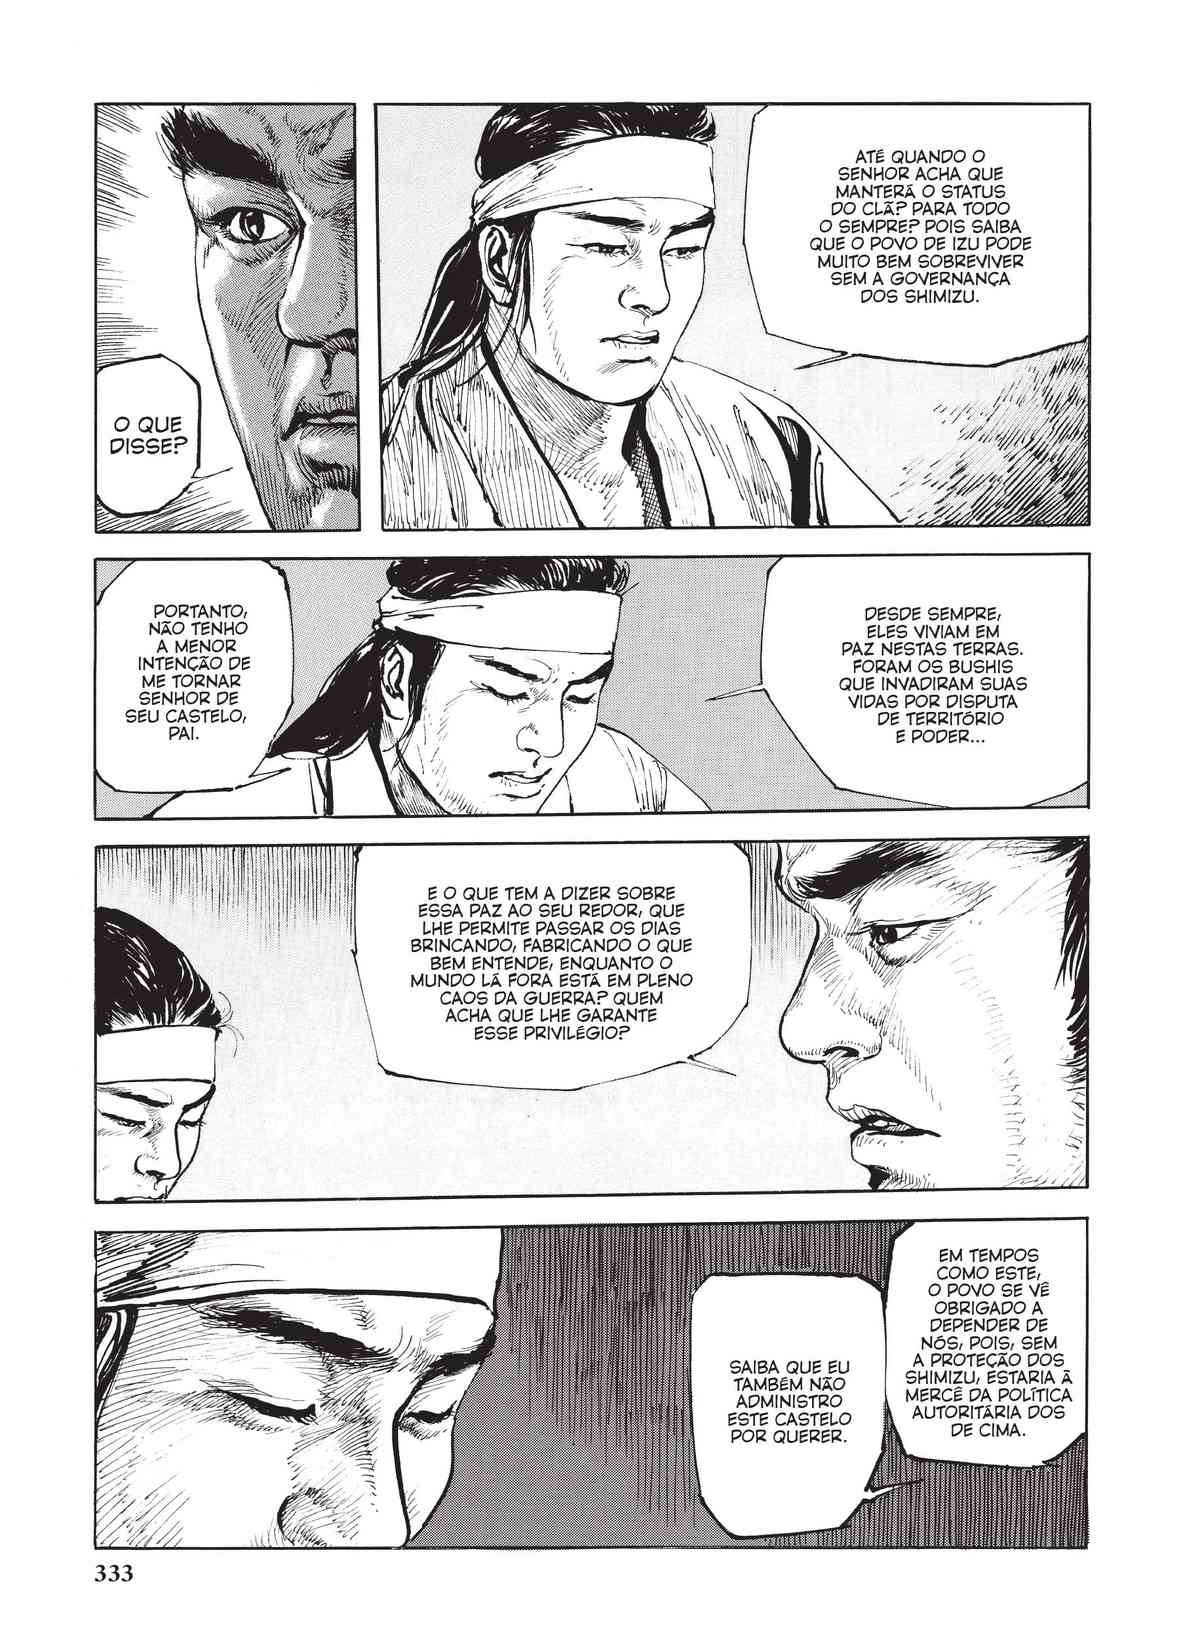 ATÉ QUANDO O
SENHOR ACHA QUE
MANTERÁ O STATUS
DO CLÃ? PARA TODO
O SEMPRE? POIS SAIBA
QUE O POVO DE IZU PODE
MUITO BEM SOBREVIVER
SEM A GOVERNANÇA
DOS SHIMIZU.
O QUE
DISSE?
DESDE SEMPRE,
ELES VIVIAM EM
PAZ NESTAS TERRAS.
FORAM OS BUSHIS
QUE INVADIRAM SUAS
VIDAS POR DISPUTA
DE TERRITÓRIO
E PODER...
PORTANTO,
NÃO TENHO
A MENOR
INTENÇÃO DE
ME TORNAR
SENHOR DE
SEU CASTELO,
PAI.
E O QUE TEM A DIZER SOBRE
ESSA PAZ AO SEU REDOR, QUE
LHE PERMITE PASSAR OS DIAS
BRINCANDO, FABRICANDO O QUE
BEM ENTENDE, ENQUANTO O
MUNDO LÁ FORA ESTÁ EM PLENO
CAOS DA GUERRA? QUEM
ACHA QUE LHE GARANTE
ESSE PRIVILÉGIO?
EM TEMPOS
COMO ESTE,
O POVO SE VÊ
OBRIGADO A
DEPENDER DE
NÓS, POIS, SEM
A PROTEÇÃO DOS
SHIMIZU, ESTARIA À
MERCÊ DA POLÍTICA
AUTORITÁRIA DOS
DE CIMA.
SAIBA QUE EU
TAMBÉM NÃO
ADMINISTRO
ESTE CASTELO
POR QUERER.
333